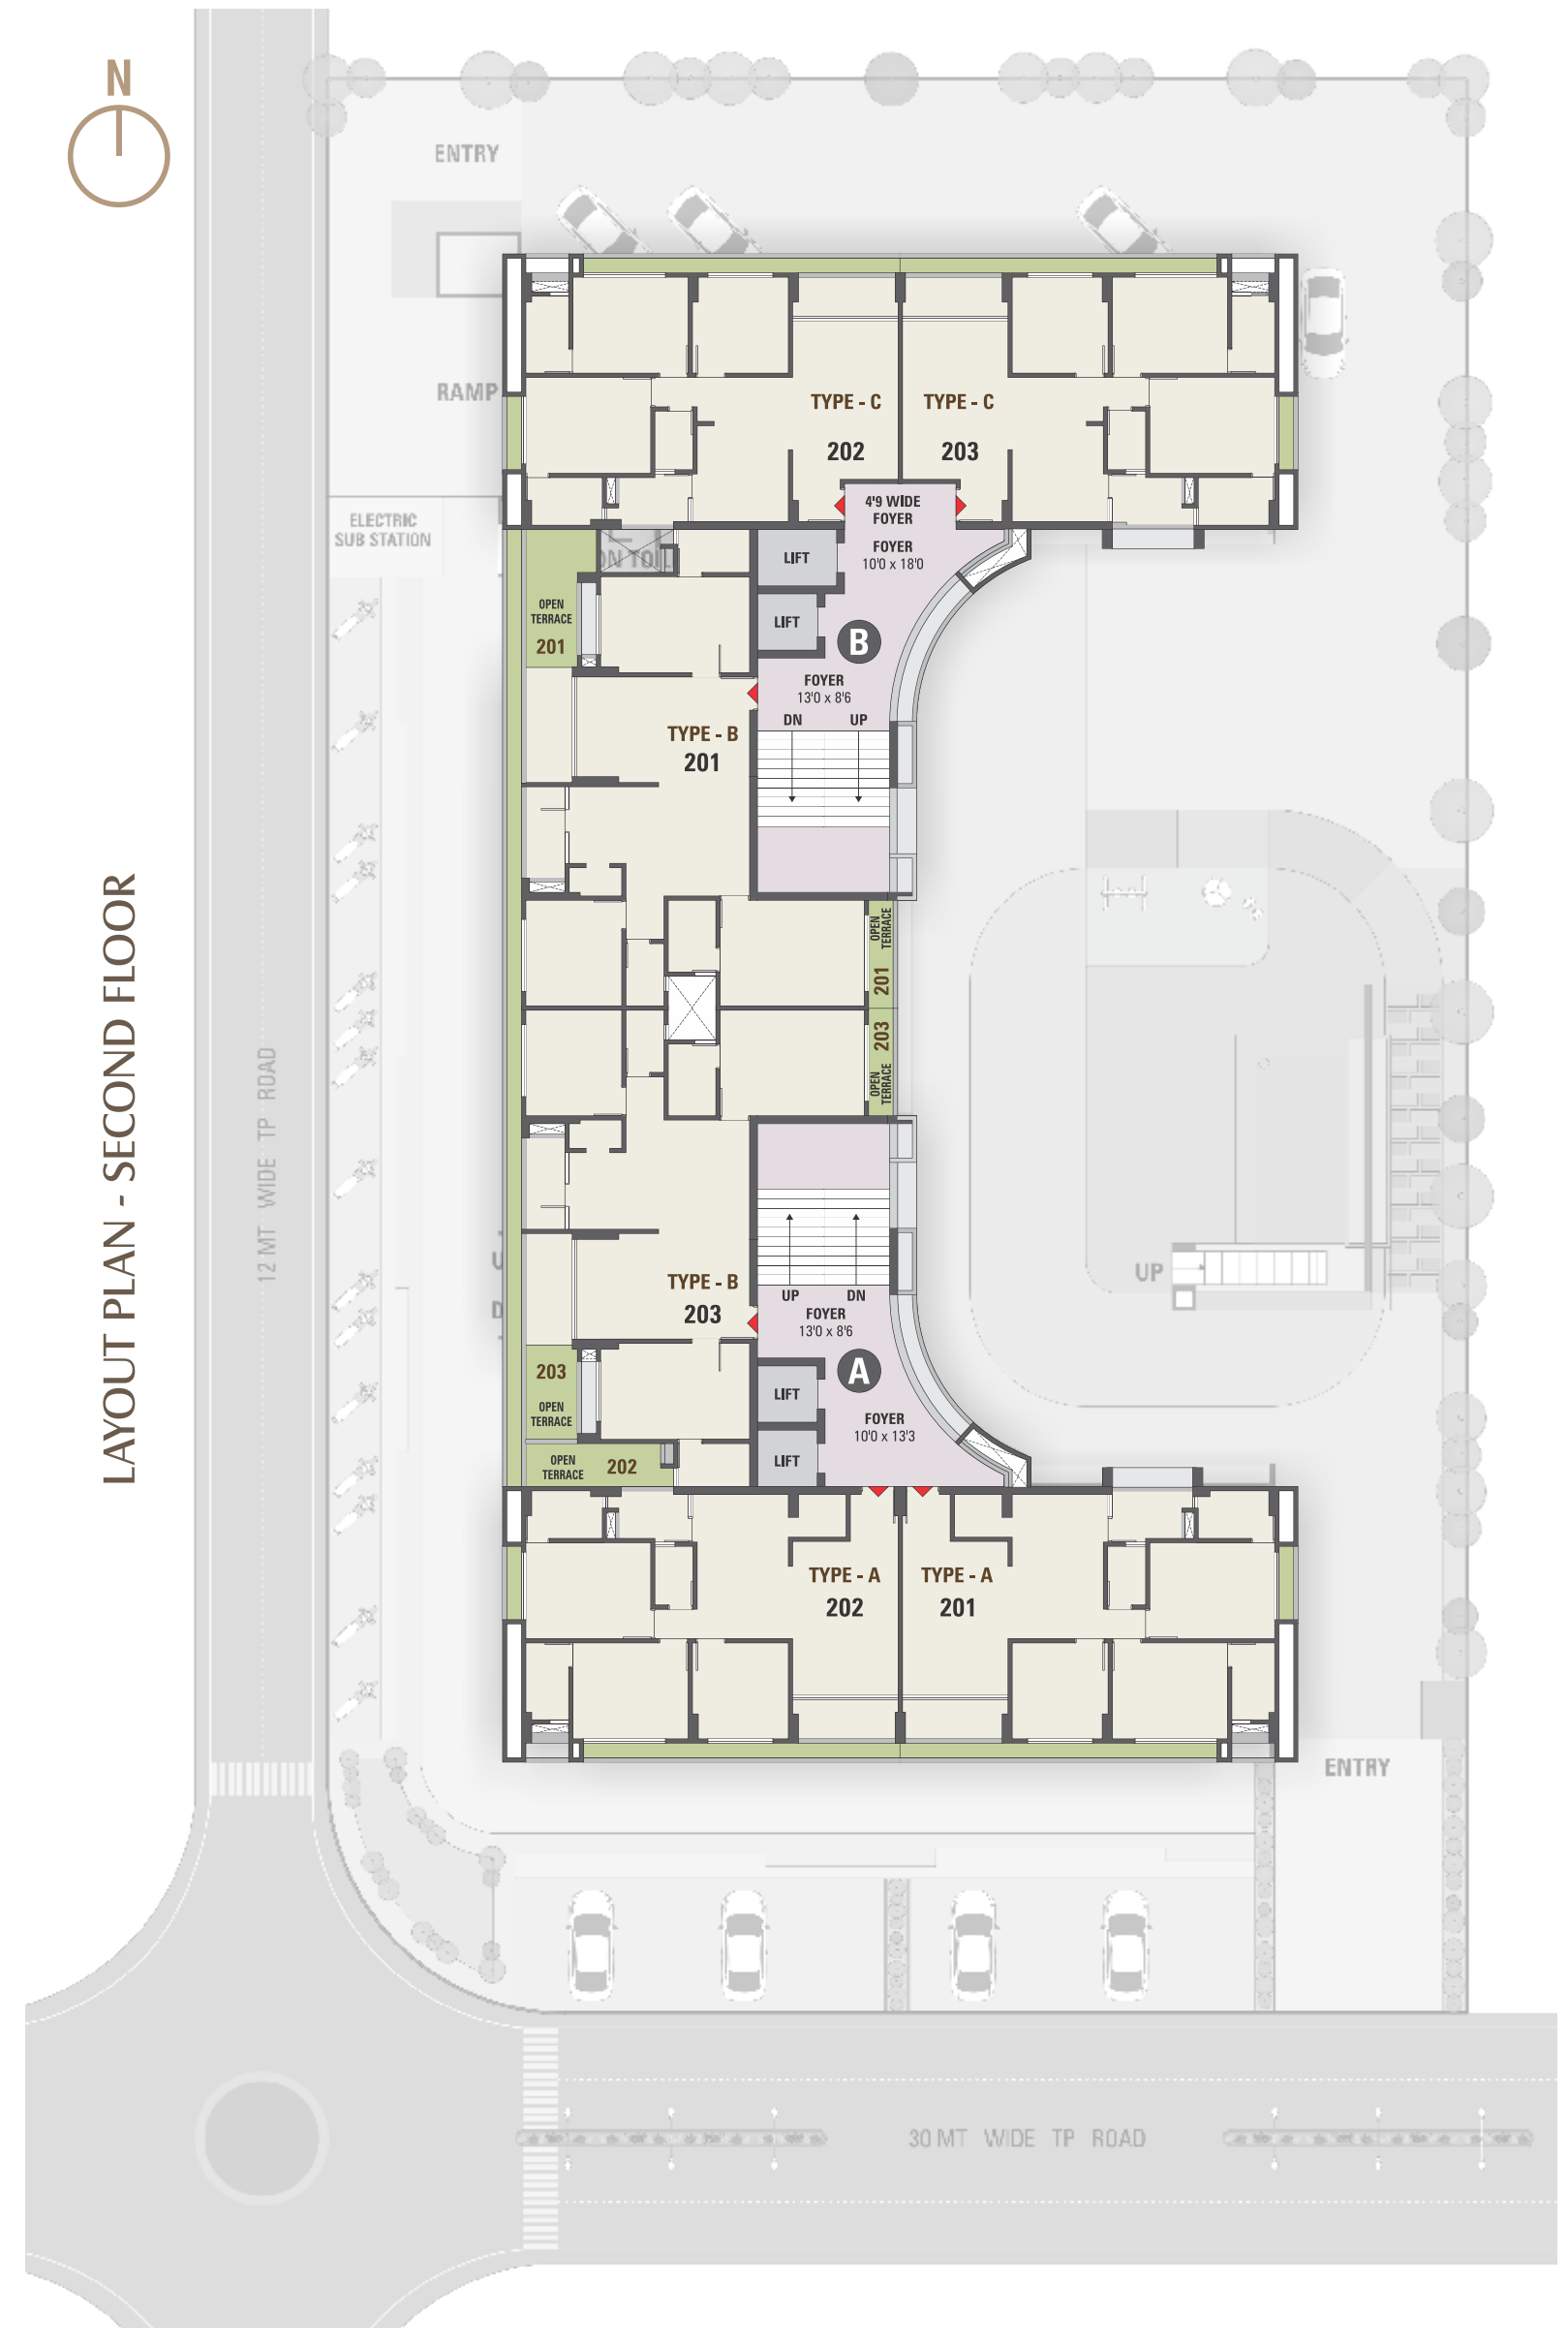 N
LAYOUT PLAN - SECOND FLOOR
12 MT WIDE TP ROAD
ENTRY
RAMP
ELECTRIC
SUB STATION
TYPE - C
202
TYPE - C
203
4'9 WIDE
FOYER
FOYER
10'0 x 18'0
LIFT
LIFT
B
OPEN
TERRACE
201
FOYER
13'0 x 8'6
DN
UP
TYPE - B
201
OPEN
TERRACE
201
203
OPEN
TERRACE
TYPE - B
203
UP
DN
FOYER
13'0 x 8'6
A
LIFT
FOYER
10'0 x 13'3
LIFT
203
OPEN
TERRACE
OPEN
TERRACE
202
UP
TYPE - A
202
TYPE - A
201
ENTRY
30 MT WIDE TP ROAD